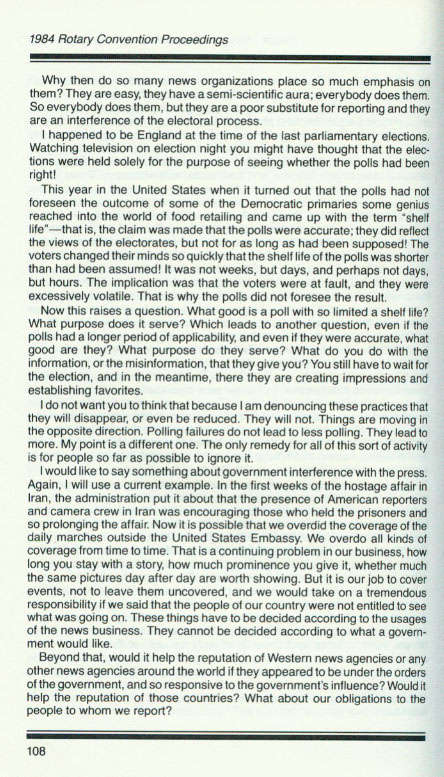 1984 Rotary Convention Proceedings
Why then do so many news organizations place so much emphasis on
them? They are easy, they have a semi-scientific aura; everybody does them.
So everybody does them, but they are a poor substitute for reporting and they
are an interference of the electoral process.
I happened to be England at the time of the last parliamentary elections.
Watching television on election night you might have thought that the elec-
tions were held solely for the purpose of seeing whether the polls had been
right!
This year in the United States when it turned out that the polls had not
foreseen the outcome of some of the Democratic primaries some genius
reached into the world of food retailing and came up with the term "shelf
life"—that is, the claim was made that the polls were accurate; they did reflect
the views of the electorates, but not for as long as had been supposed! The
voters changed their minds so quickly that the shelf life of the polls was shorter
than had been assumed! It was not weeks, but days, and perhaps not days,
but hours. The implication was that the voters were at fault, and they were
excessively volatile. That is why the polls did not foresee the result.
Now this raises a question. What good is a poll with so limited a shelf life?
What purpose does it serve? Which leads to another question, even if the
polls had a longer period of applicability, and even if they were accurate, what
good are they? What purpose do they serve? What do you do with the
information, or the misinformation, that they give you? You still have to wait for
the election, and in the meantime, there they are creating impressions and
establishing favorites.
I do not want you to think that because I am denouncing these practices that
they will disappear, or even be reduced. They will not. Things are moving in
the opposite direction. Polling failures do not lead to less polling. They lead to
more. My point is a different one. The only remedy for all of this sort of activity
is for people so far as possible to ignore it.
I would like to say something about government interference with the press.
Again, I will use a current example. In the first weeks of the hostage affair in
Iran, the administration put it about that the presence of American reporters
and camera crew in Iran was encouraging those who held the prisoners and
so prolonging the affair. Now it is possible that we overdid the coverage of the
daily marches outside the United States Embassy. We overdo all kinds of
coverage from time to time. That is a continuing problem in our business, how
long you stay with a story, how much prominence you give it, whether much
the same pictures day after day are worth showing. But it is our job to cover
events, not to leave them uncovered, and we would take on a tremendous
responsibility if we said that the people of our country were not entitled to see
what was going on. These things have to be decided according to the usages
of the news business. They cannot be decided according to what a govern-
ment would like.
Beyond that, would it help the reputation of Western news agencies or any
other news agencies around the world if they appeared to be under the orders
of the government, and so responsive to the government's influence? Would it
help the reputation of those countries? What about our obligations to the
people to whom we report?
108